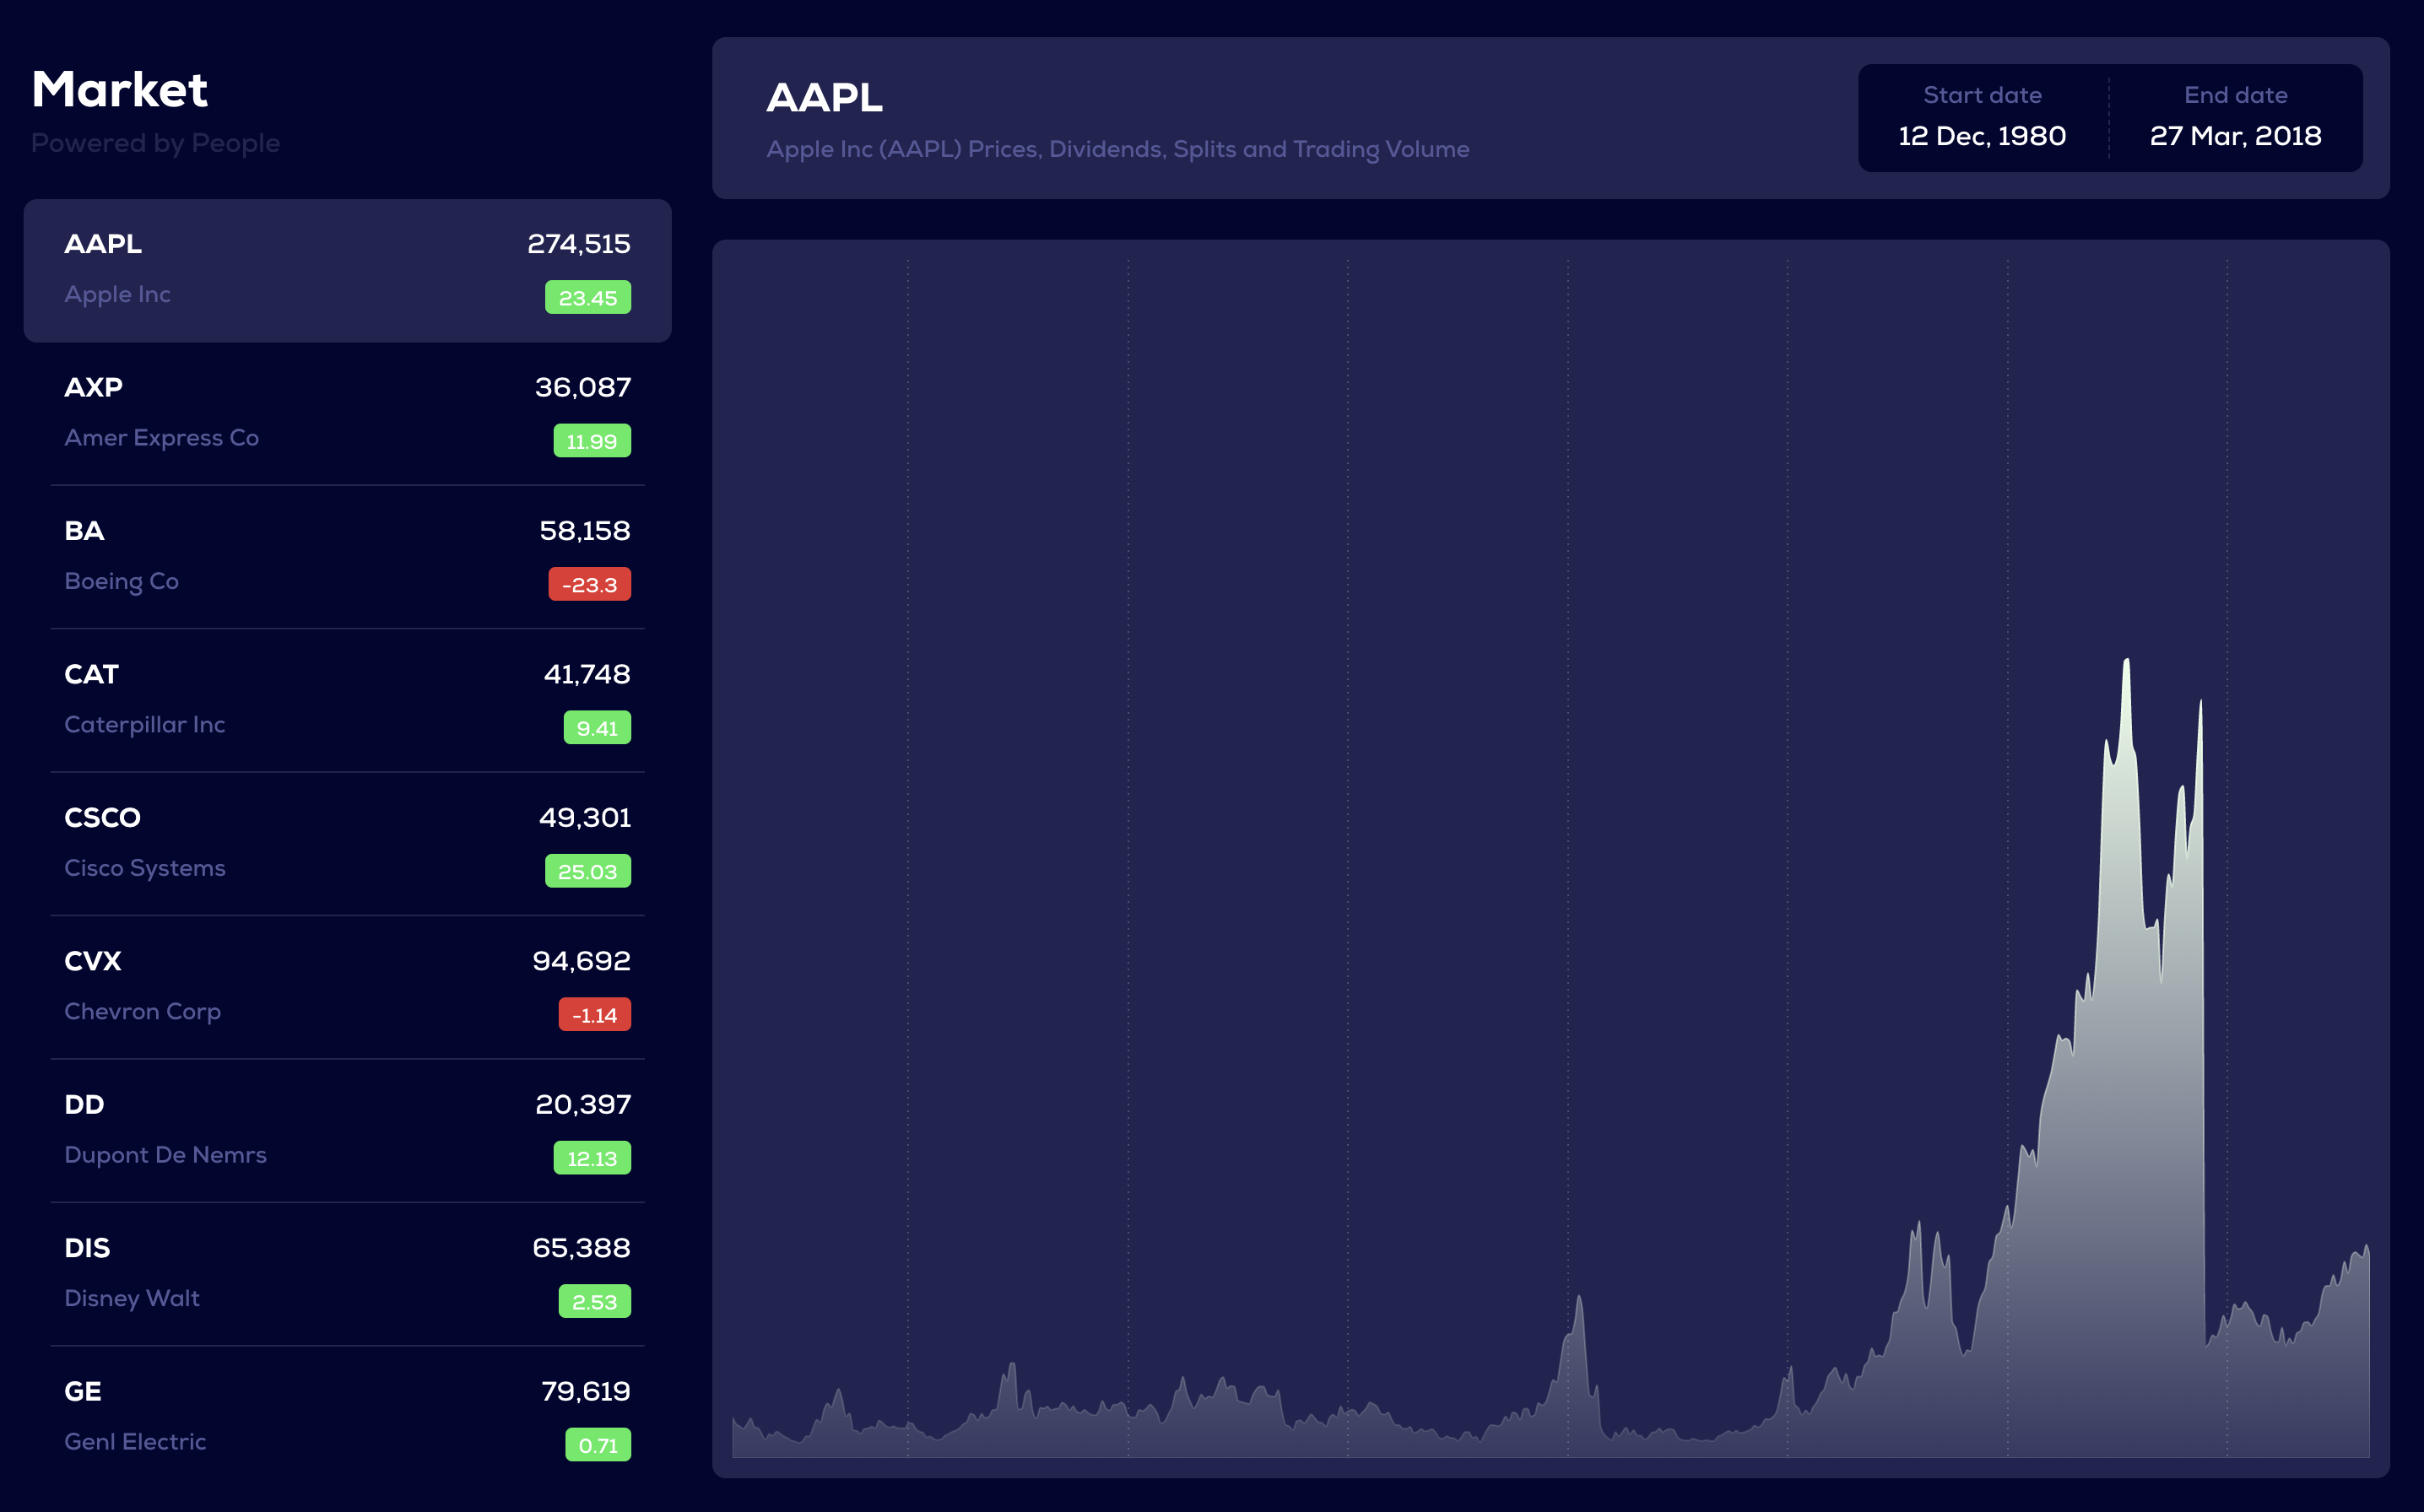 Market
Powered by People
AAPL 274,515
Apple Inc 23.45
AXP 36,087
Amer Express Co 11.99
BA 58,158
Boeing Co -23.3
CAT 41,748
Caterpillar Inc 9.41
CSCO 49,301
Cisco Systems 25.03
CVX 94,692
Chevron Corp -1.14
DD 20,397
Dupont De Nemrs 12.13
DIS 65,388
Disney Walt 2.53
GE 79,619
Genl Electric 0.71
AAPL
Apple Inc (AAPL) Prices, Dividends, Splits and Trading Volume
Start date
12 Dec, 1980
End date
27 Mar, 2018